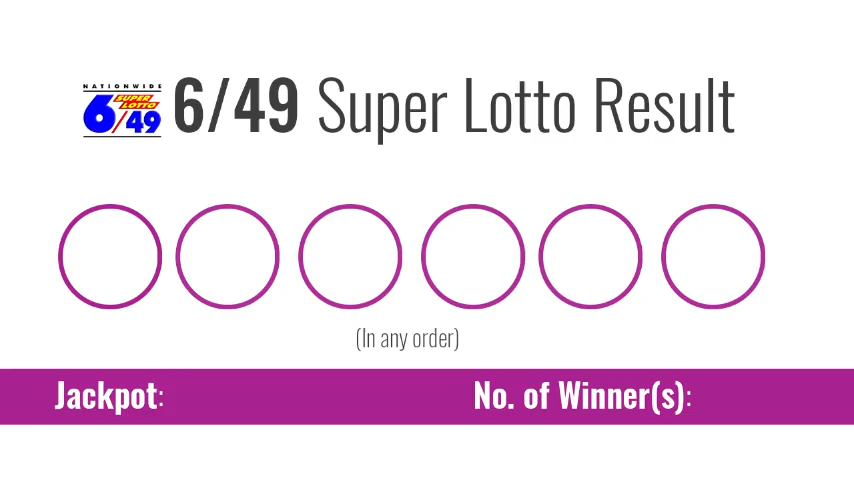 NATIONWIDE
SUPER
LOTTO
6/49
6/49 Super Lotto Result
(In any order)
Jackpot:
No. of Winner(s):